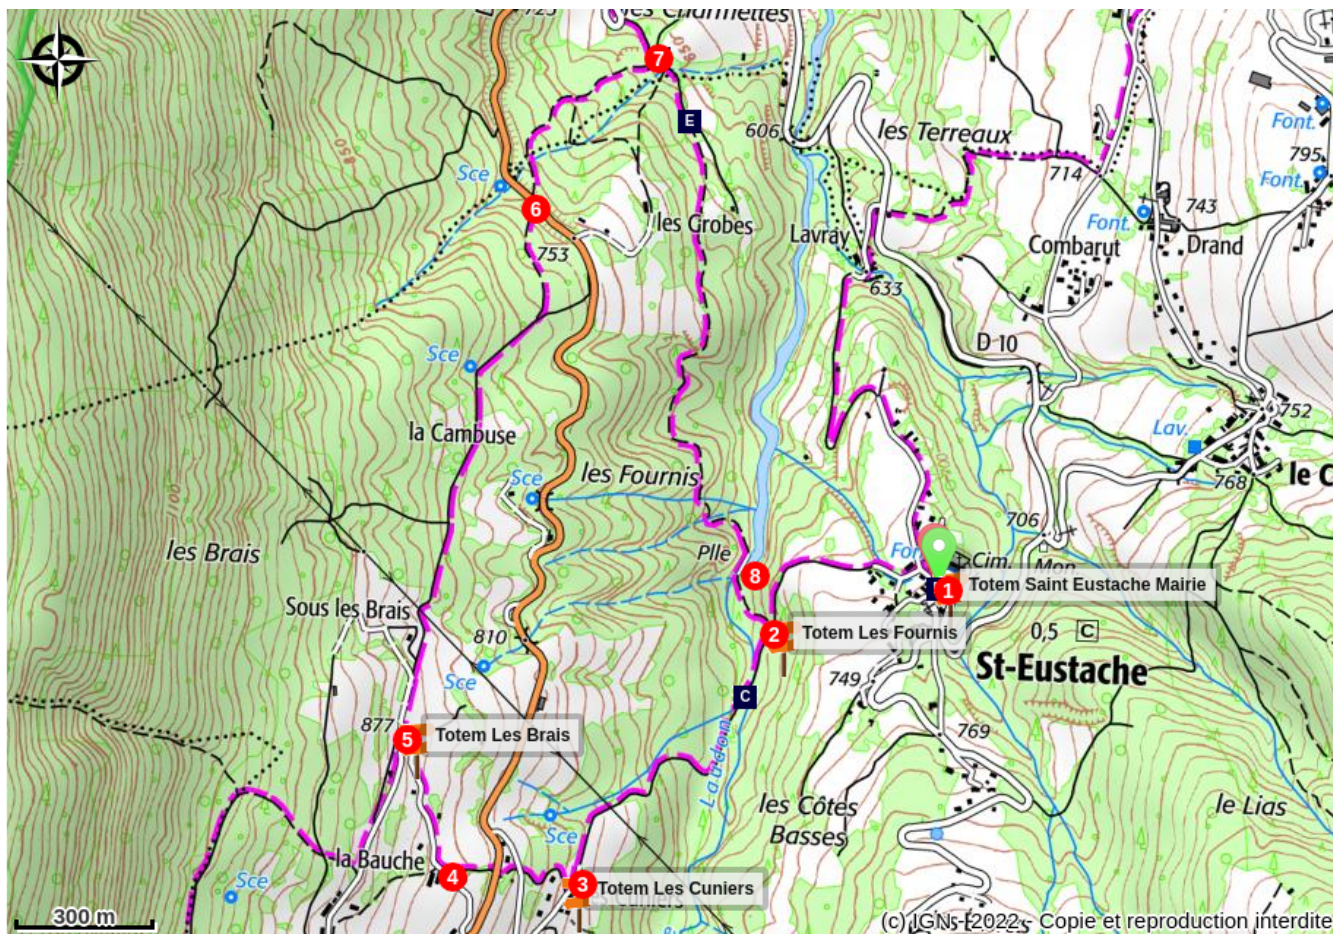 les Charmettes
723
7
850
E
606
les Terreaux
Font.
850
Sce
795
714
Font.
6
les Grobes
Lavray
Font.
743
753
Combarut
Drand
633
Sce
D 10
la Cambuse
752
Lav.
Sce
les Fournis
le C
768
706
les Brais
Plle
Cim.
8
1
Totem Saint Eustache Mairie
Sous les Brais
2
Totem Les Fournis
0,5
C
810
St-Eustache
Sce
749
C
877
5
Totem Les Brais
769
Laudon
les Côtes
Basses
le Lias
Sce
la Bauche
Sce
4
3
Totem Les Cuniers
300 m
(c) IGN - 2022 - Copie et reproduction interdite